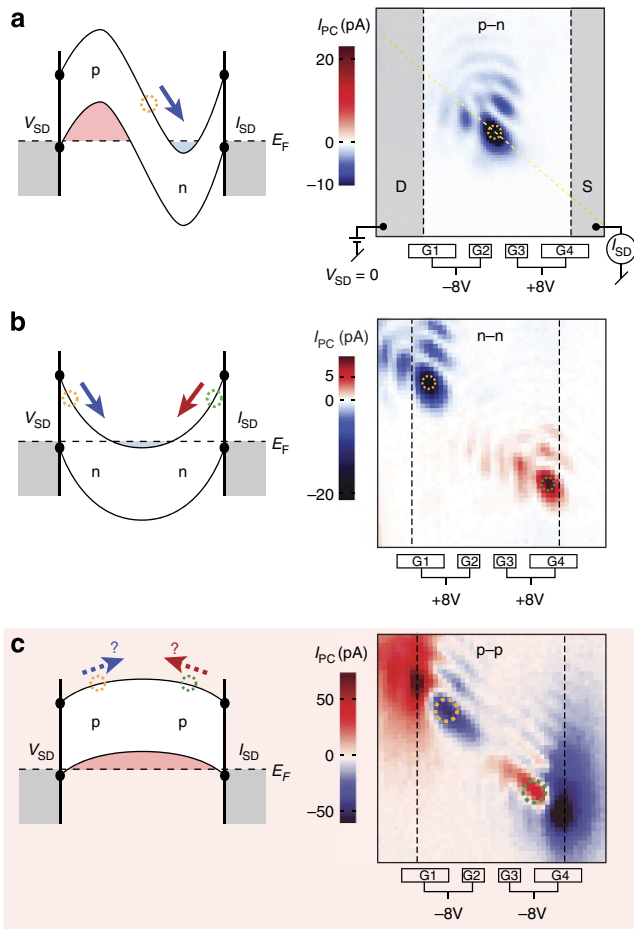 a
p
n
V_SD
I_SD
E_F
I_PC (pA)
20
10
0
−10
p–n
D
S
V_SD = 0
G1 G2 G3 G4
−8V +8V
I_SD
b
n n
V_SD
I_SD
E_F
I_PC (pA)
5
0
−20
n–n
G1 G2 G3 G4
+8V +8V
c
? ?
p p
V_SD
I_SD
E_F
I_PC (pA)
50
0
−50
p–p
G1 G2 G3 G4
−8V −8V